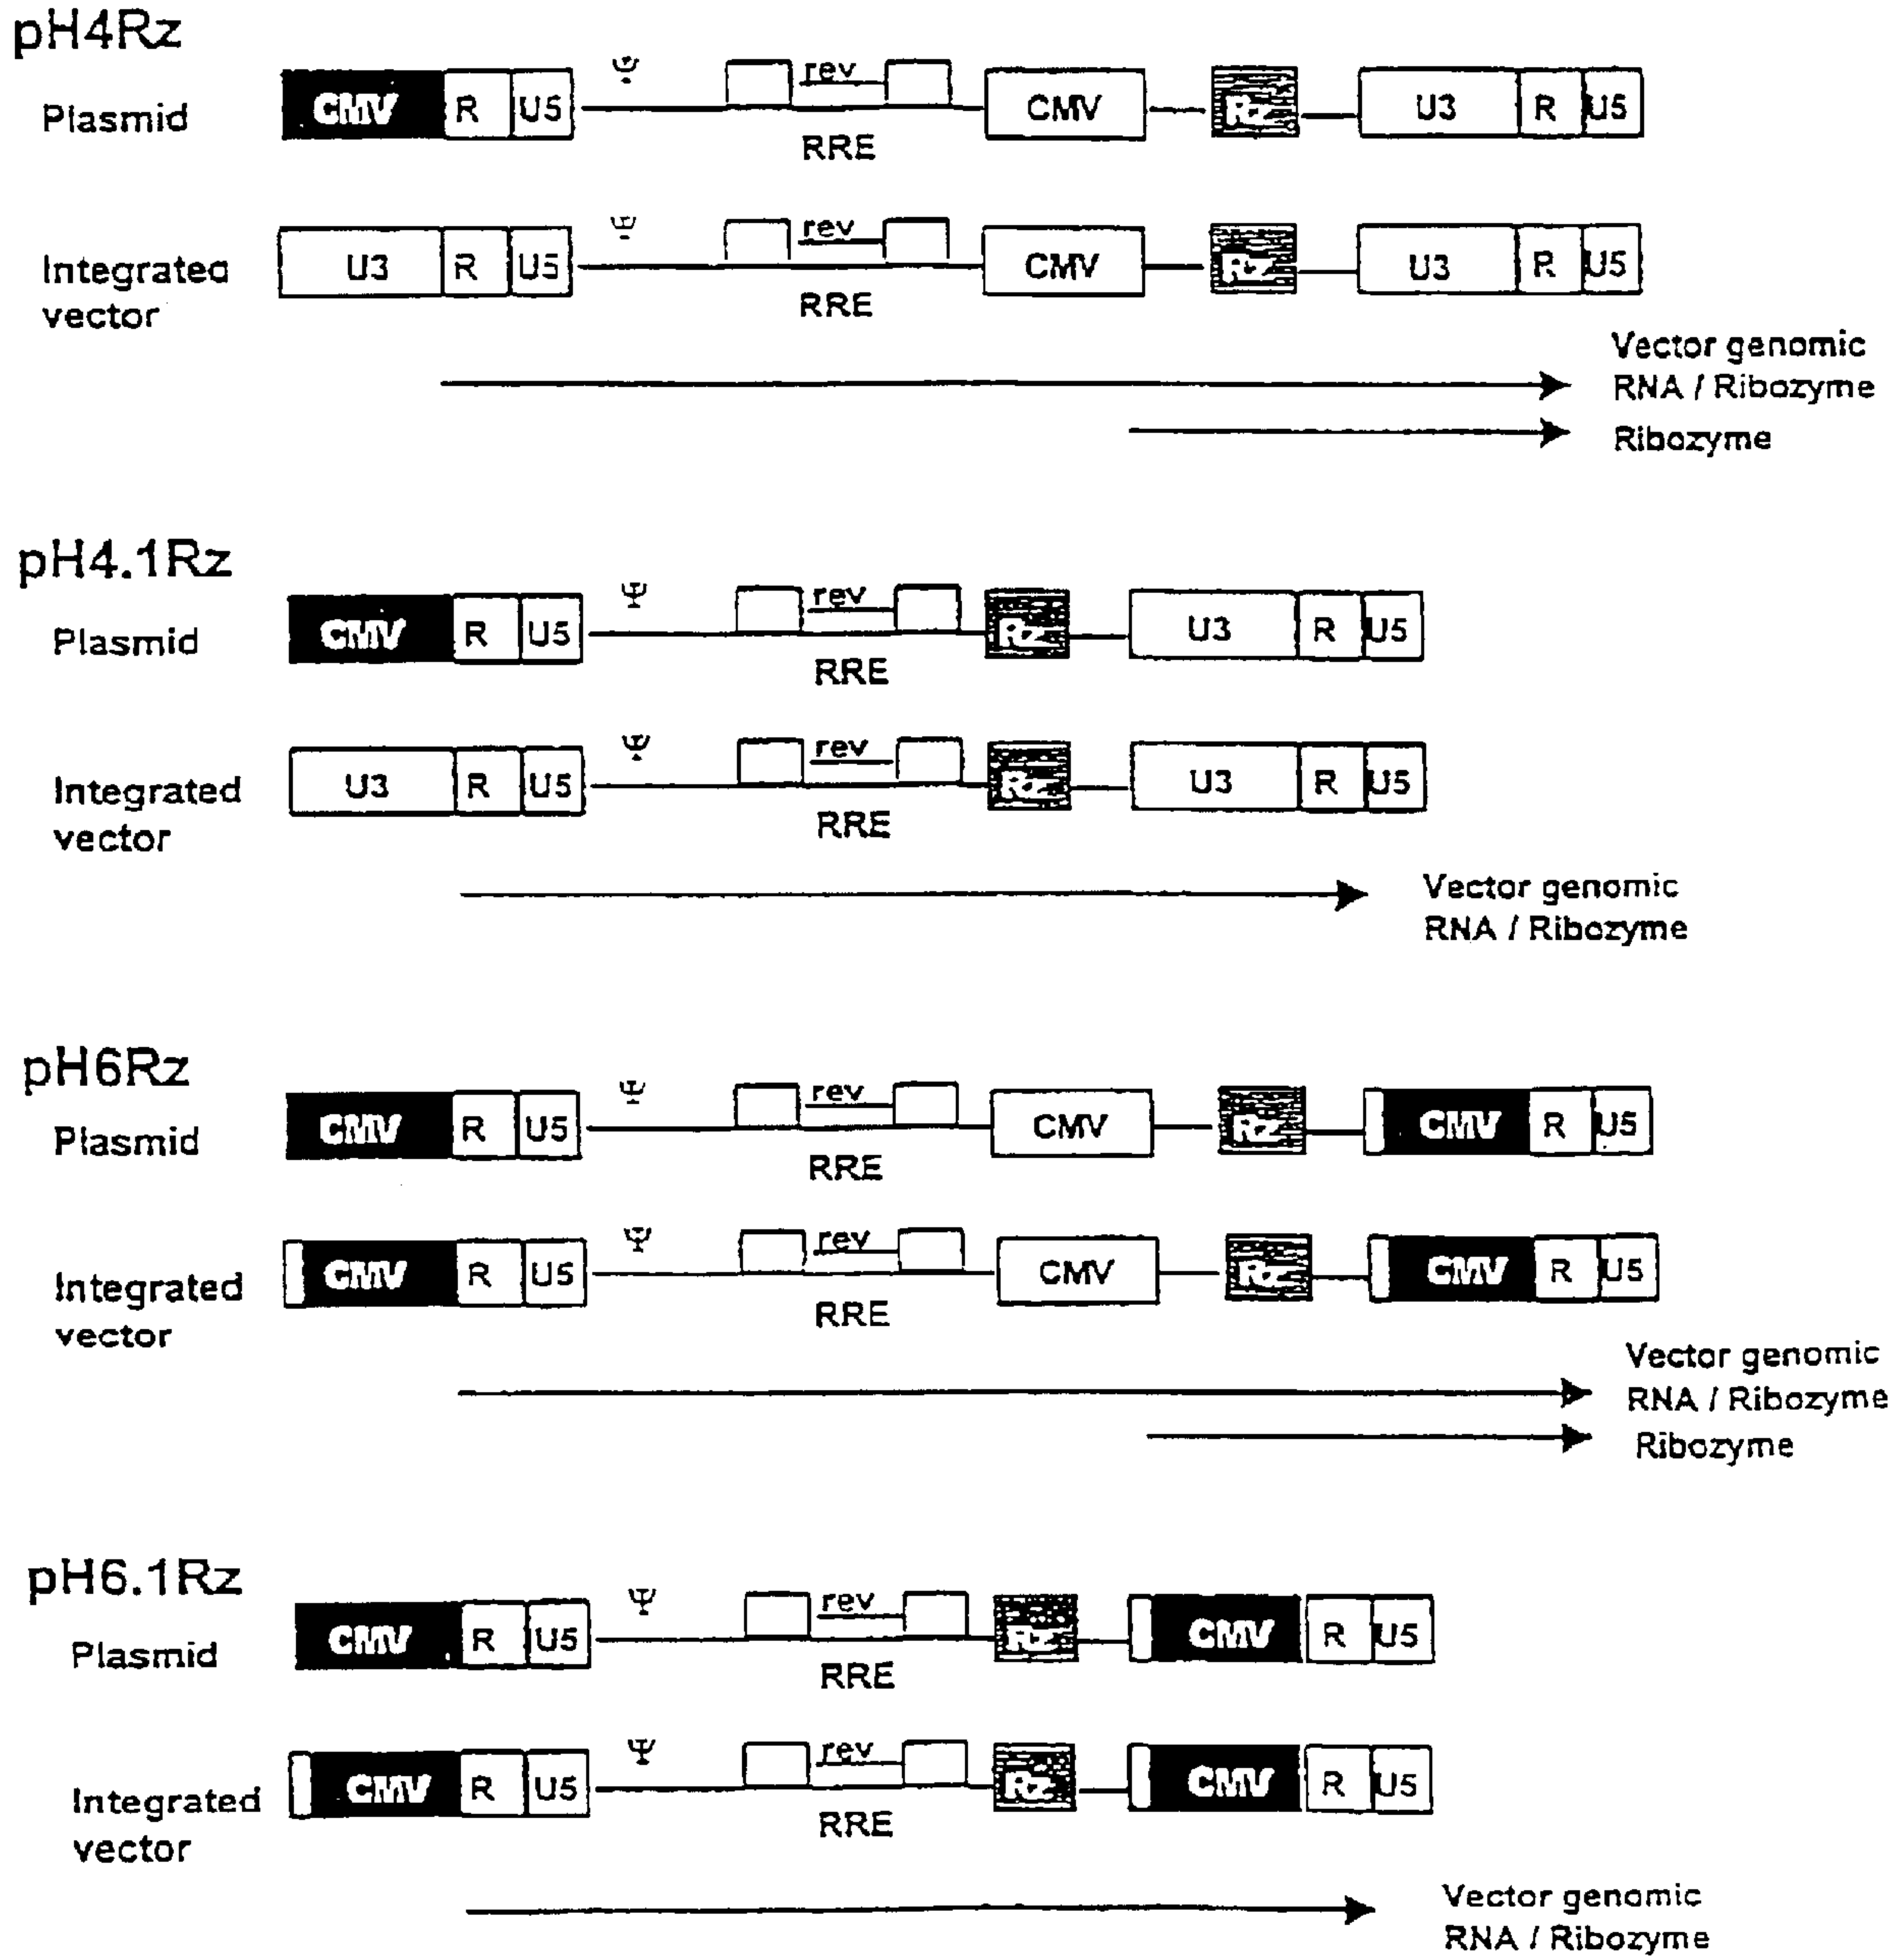 pH4Rz
Plasmid
CMV R U5 Ψ rev RRE CMV Rz U3 R U5
Integrated
vector
U3 R U5 Ψ rev RRE CMV Rz U3 R U5
Vector genomic
RNA / Ribozyme
Ribozyme
pH4.1Rz
Plasmid
CMV R U5 Ψ rev RRE Rz U3 R U5
Integrated
vector
U3 R U5 Ψ rev RRE Rz U3 R U5
Vector genomic
RNA / Ribozyme
pH6Rz
Plasmid
CMV R U5 Ψ rev RRE CMV Rz CMV R U5
Integrated
vector
CMV R U5 Ψ rev RRE CMV Rz CMV R U5
Vector genomic
RNA / Ribozyme
Ribozyme
pH6.1Rz
Plasmid
CMV R U5 Ψ rev RRE Rz CMV R U5
Integrated
vector
CMV R U5 Ψ rev RRE Rz CMV R U5
Vector genomic
RNA / Ribozyme